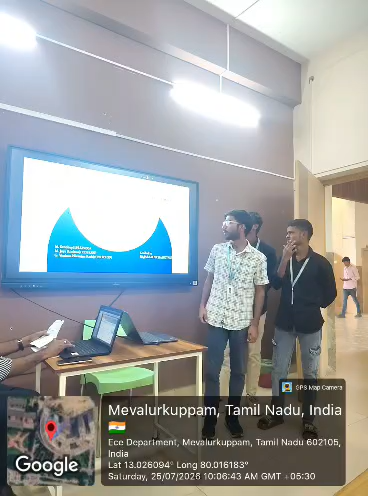 GPS Map Camera
Mevalurkuppam, Tamil Nadu, India
Ece Department, Mevalurkuppam, Tamil Nadu 602105,
India
Lat 13.026094° Long 80.016183°
Saturday, 25/07/2026 10:06:43 AM GMT +05:30
Google